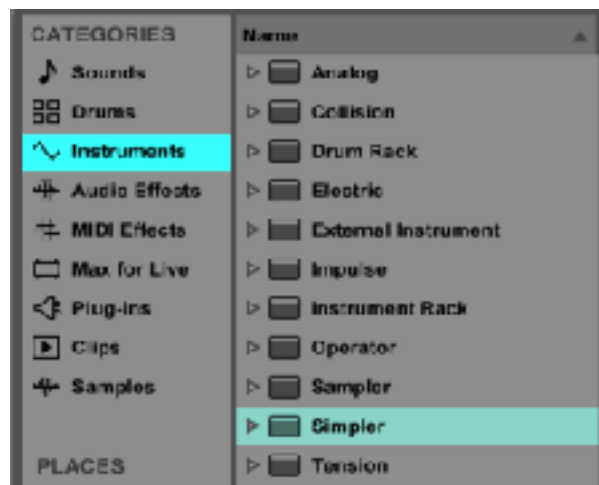 CATEGORIES
Sounds
Drums
Instruments
Audio Effects
MIDI Effects
Max for Live
Plug-ins
Clips
Samples
PLACES
Name
Analog
Collision
Drum Rack
Electric
External Instrument
Impulse
Instrument Rack
Operator
Sampler
Simpler
Tension